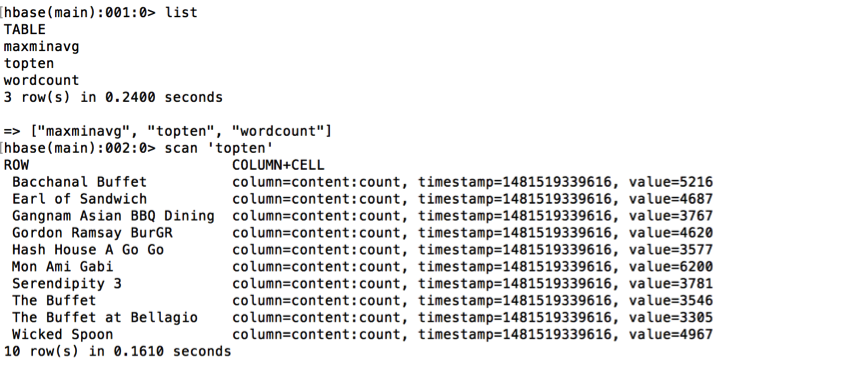 [hbase(main):001:0> list
TABLE
maxminavg
topten
wordcount
3 row(s) in 0.2400 seconds

=> ["maxminavg", "topten", "wordcount"]
[hbase(main):002:0> scan 'topten'
ROW                        COLUMN+CELL
 Bacchanal Buffet          column=content:count, timestamp=1481519339616, value=5216
 Earl of Sandwich          column=content:count, timestamp=1481519339616, value=4687
 Gangnam Asian BBQ Dining  column=content:count, timestamp=1481519339616, value=3767
 Gordon Ramsay BurGR       column=content:count, timestamp=1481519339616, value=4620
 Hash House A Go Go        column=content:count, timestamp=1481519339616, value=3577
 Mon Ami Gabi              column=content:count, timestamp=1481519339616, value=6200
 Serendipity 3             column=content:count, timestamp=1481519339616, value=3781
 The Buffet                column=content:count, timestamp=1481519339616, value=3546
 The Buffet at Bellagio    column=content:count, timestamp=1481519339616, value=3305
 Wicked Spoon              column=content:count, timestamp=1481519339616, value=4967
10 row(s) in 0.1610 seconds